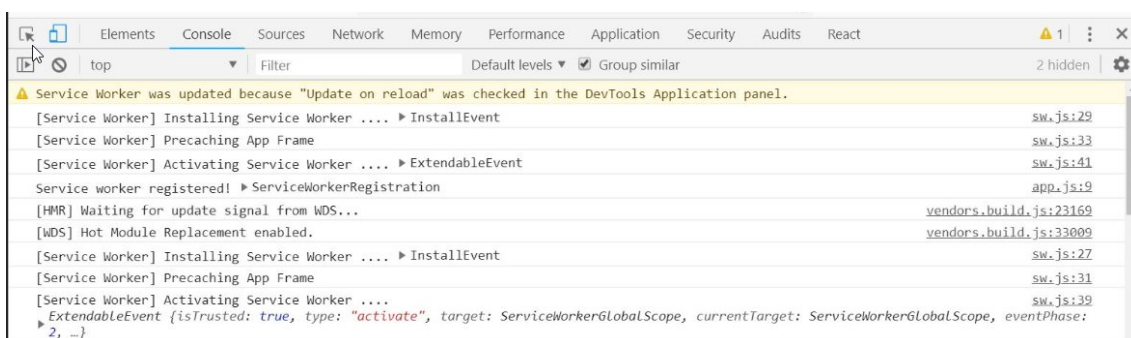 Elements Console Sources Network Memory Performance Application Security Audits React 1
top Filter Default levels Group similar 2 hidden
Service Worker was updated because "Update on reload" was checked in the DevTools Application panel.
[Service Worker] Installing Service Worker .... InstallEvent sw.js:29
[Service Worker] Precaching App Frame sw.js:33
[Service Worker] Activating Service Worker .... ExtendableEvent sw.js:41
Service worker registered! ServiceWorkerRegistration app.js:9
[HMR] Waiting for update signal from WDS... vendors.build.js:23169
[WDS] Hot Module Replacement enabled. vendors.build.js:33009
[Service Worker] Installing Service Worker .... InstallEvent sw.js:27
[Service Worker] Precaching App Frame sw.js:31
[Service Worker] Activating Service Worker .... sw.js:39
ExtendableEvent {isTrusted: true, type: "activate", target: ServiceWorkerGlobalScope, currentTarget: ServiceWorkerGlobalScope, eventPhase:
2, …}